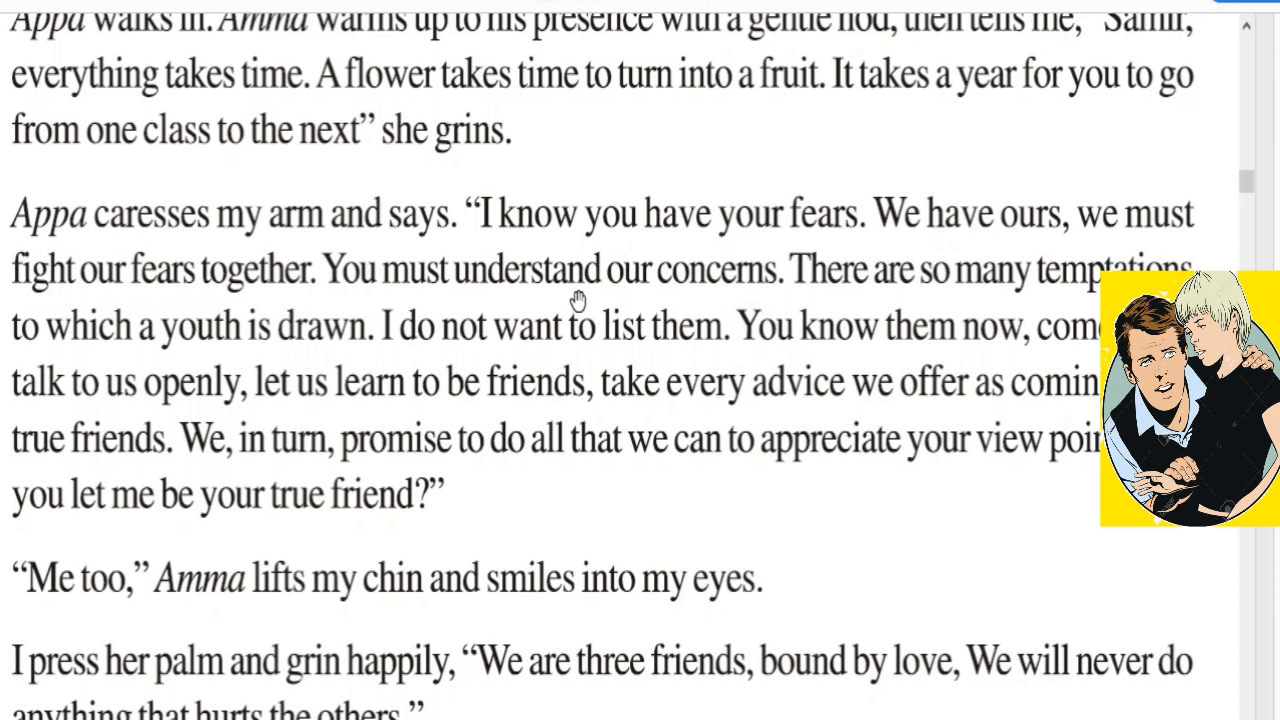 Appa walks in. Amma warms up to his presence with a gentle nod, then tells me, “Samir,
everything takes time. A flower takes time to turn into a fruit. It takes a year for you to go
from one class to the next” she grins.
Appa caresses my arm and says. “I know you have your fears. We have ours, we must
fight our fears together. You must understand our concerns. There are so many temptations
to which a youth is drawn. I do not want to list them. You know them now,
talk to us openly, let us learn to be friends, take every advice we offer as
true friends. We, in turn, promise to do all that we can to appreciate your view
you let me be your true friend?”
“Me too,” Amma lifts my chin and smiles into my eyes.
I press her palm and grin happily, “We are three friends, bound by love, We will never do
anything that hurts the others.”